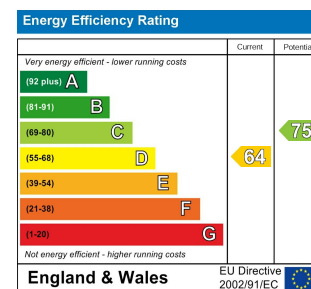 Energy Efficiency Rating
Current
Potentia
Very energy efficient - lower running costs
(92 plus) A
(81-91) B
(69-80) C
75
(55-68) D
64
(39-54) E
(21-38) F
(1-20) G
Not energy efficient - higher running costs
England & Wales
EU Directive
2002/91/EC